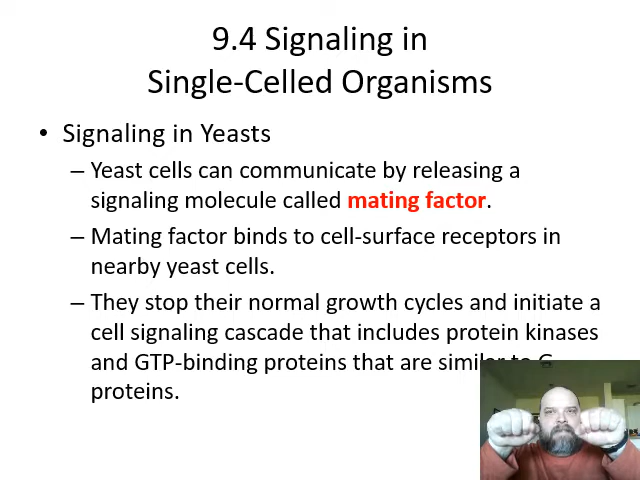 9.4 Signaling in
Single-Celled Organisms
• Signaling in Yeasts
– Yeast cells can communicate by releasing a
signaling molecule called mating factor.
– Mating factor binds to cell-surface receptors in
nearby yeast cells.
– They stop their normal growth cycles and initiate a
cell signaling cascade that includes protein kinases
and GTP-binding proteins that are similar to G
proteins.